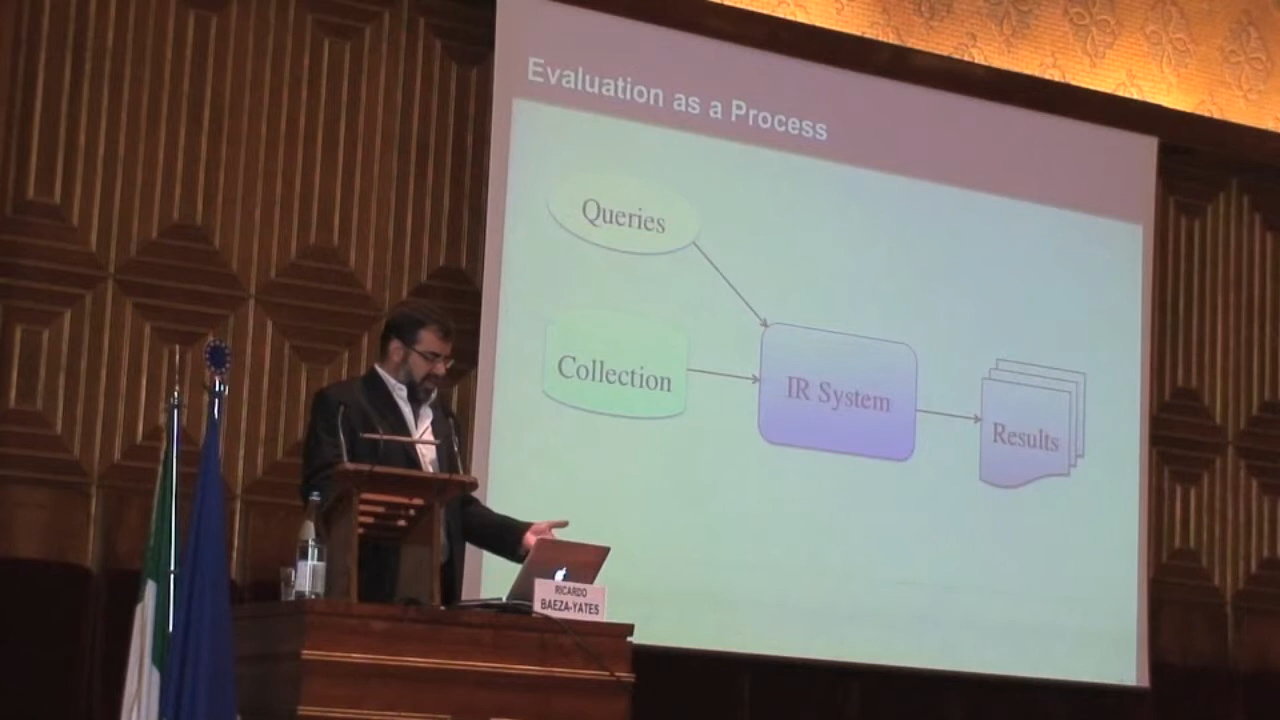 Evaluation as a Process
Queries
Collection
IR System
Results
RICARDO
BAEZA-YATES